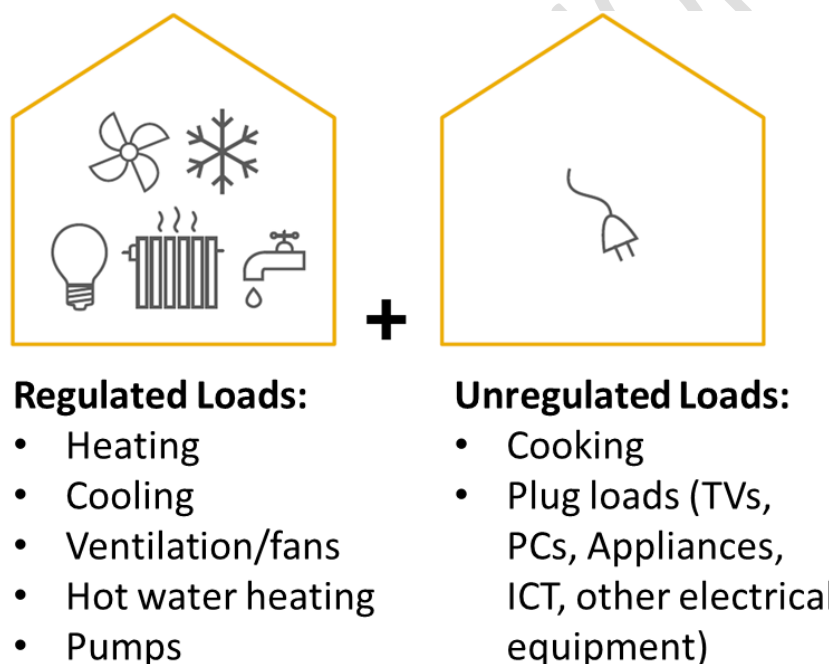 +
Regulated Loads:
• Heating
• Cooling
• Ventilation/fans
• Hot water heating
• Pumps
Unregulated Loads:
• Cooking
• Plug loads (TVs,
PCs, Appliances,
ICT, other electrical
equipment)